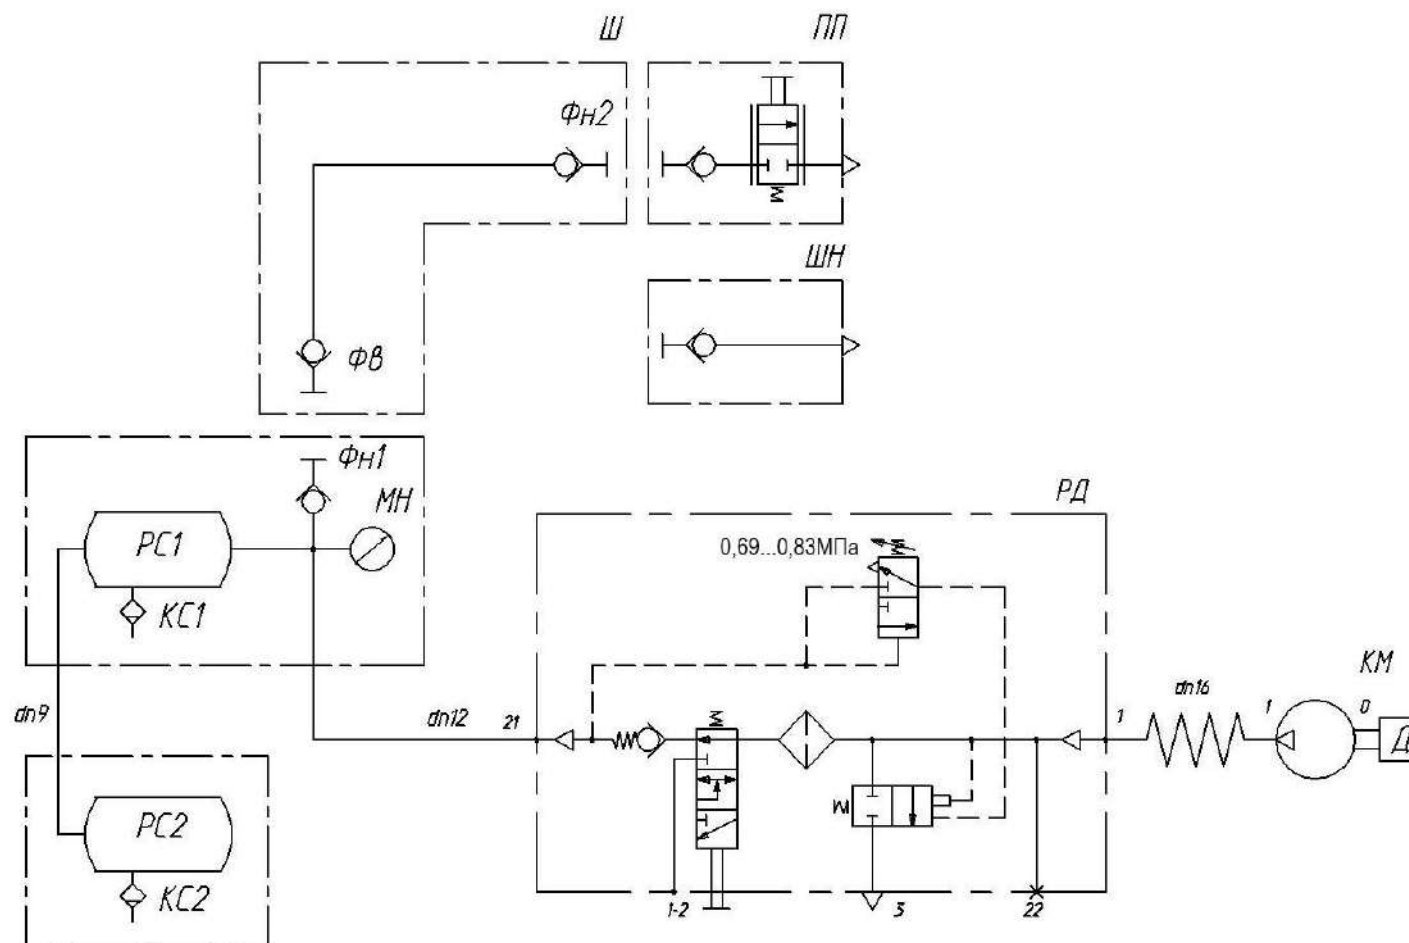 Ш
ПП
Фн2
ШН
Фв
Фн1
МН
РС1
КС1
РД
0,69...0,83МПа
КМ
dn16
1
1
0
Д
dn9
dn12
21
РС2
КС2
1-2
3
22